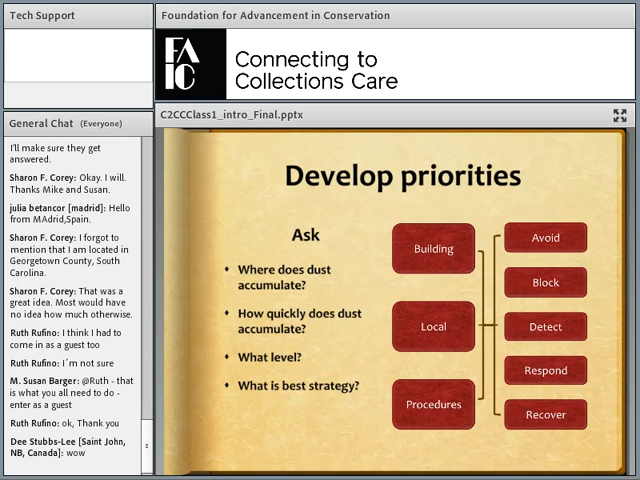 Tech Support
Foundation for Advancement in Conservation
FA
IC
Connecting to
Collections Care
General Chat (Everyone)
I'll make sure they get
answered.
Sharon F. Corey: Okay. I will.
Thanks Mike and Susan.
julia betancor [madrid]: Hello
from MAdrid,Spain.
Sharon F. Corey: I forgot to
mention that I am located in
Georgetown County, South
Carolina.
Sharon F. Corey: That was a
great idea. Most would have
no idea how much otherwise.
Ruth Rufino: I think I had to
come in as a guest too
Ruth Rufino: I´m not sure
M. Susan Barger: @Ruth - that
is what you all need to do -
enter as a guest
Ruth Rufino: ok, Thank you
Dee Stubbs-Lee [Saint John,
NB, Canada]: wow
C2CCClass1_intro_Final.pptx
Develop priorities
Ask
Where does dust
accumulate?
How quickly does dust
accumulate?
What level?
What is best strategy?
Building
Local
Procedures
Avoid
Block
Detect
Respond
Recover